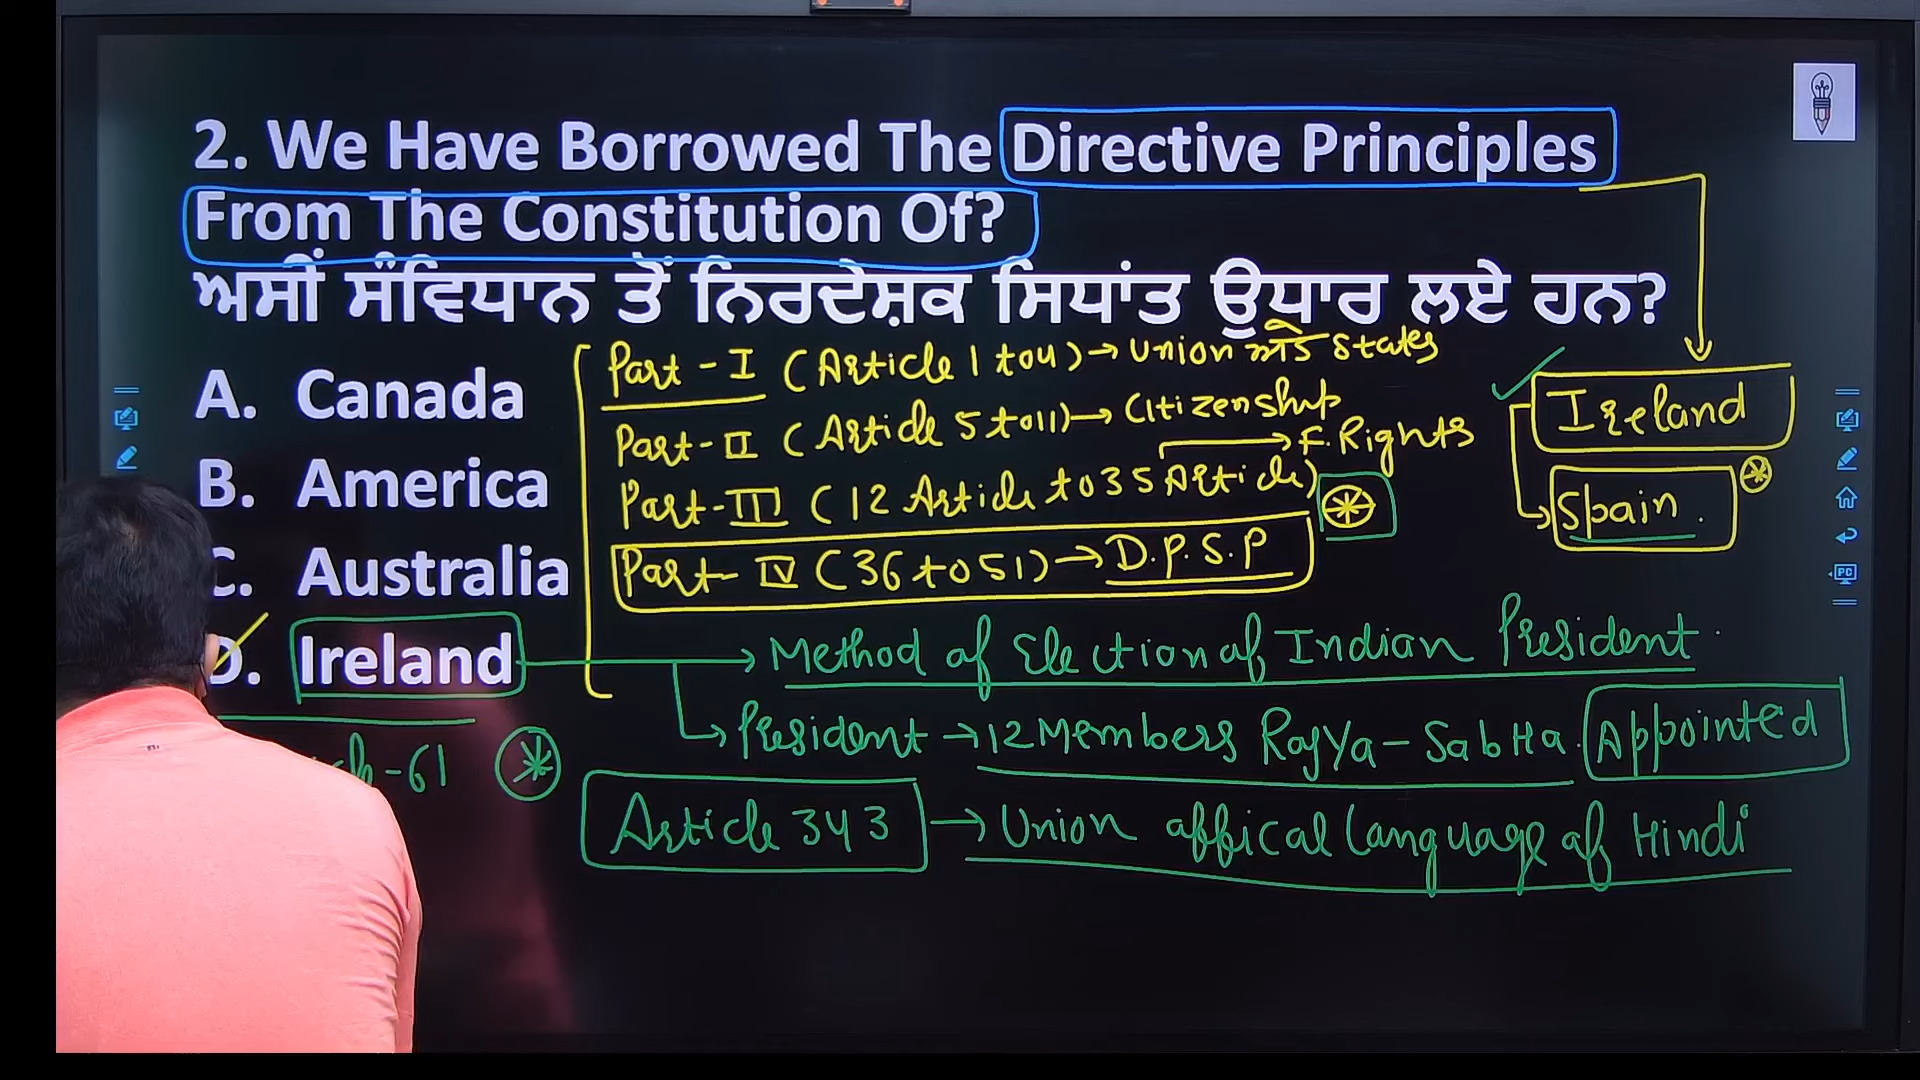 2. We Have Borrowed The Directive Principles
From The Constitution Of?
ਅਸੀਂ ਸੰਵਿਧਾਨ ਤੋਂ ਨਿਰਦੇਸ਼ਕ ਸਿਧਾਂਤ ਉਧਾਰ ਲਏ ਹਨ?
Part - I (Article 1 to 4) → Union ਅਤੇ States
A. Canada
Ireland
Part - II (Article 5 to 11) → Citizenship
F. Rights
B. America
Part - III (12 Article to 35 Article)
Spain.
C. Australia
Part - IV (36 to 51) → D.P.S.P
D. Ireland
Method of Election of Indian President.
President → 12 Members RajYa - SabHa. Appointed
-61
Article 343 → Union offical Language of Hindi
PC